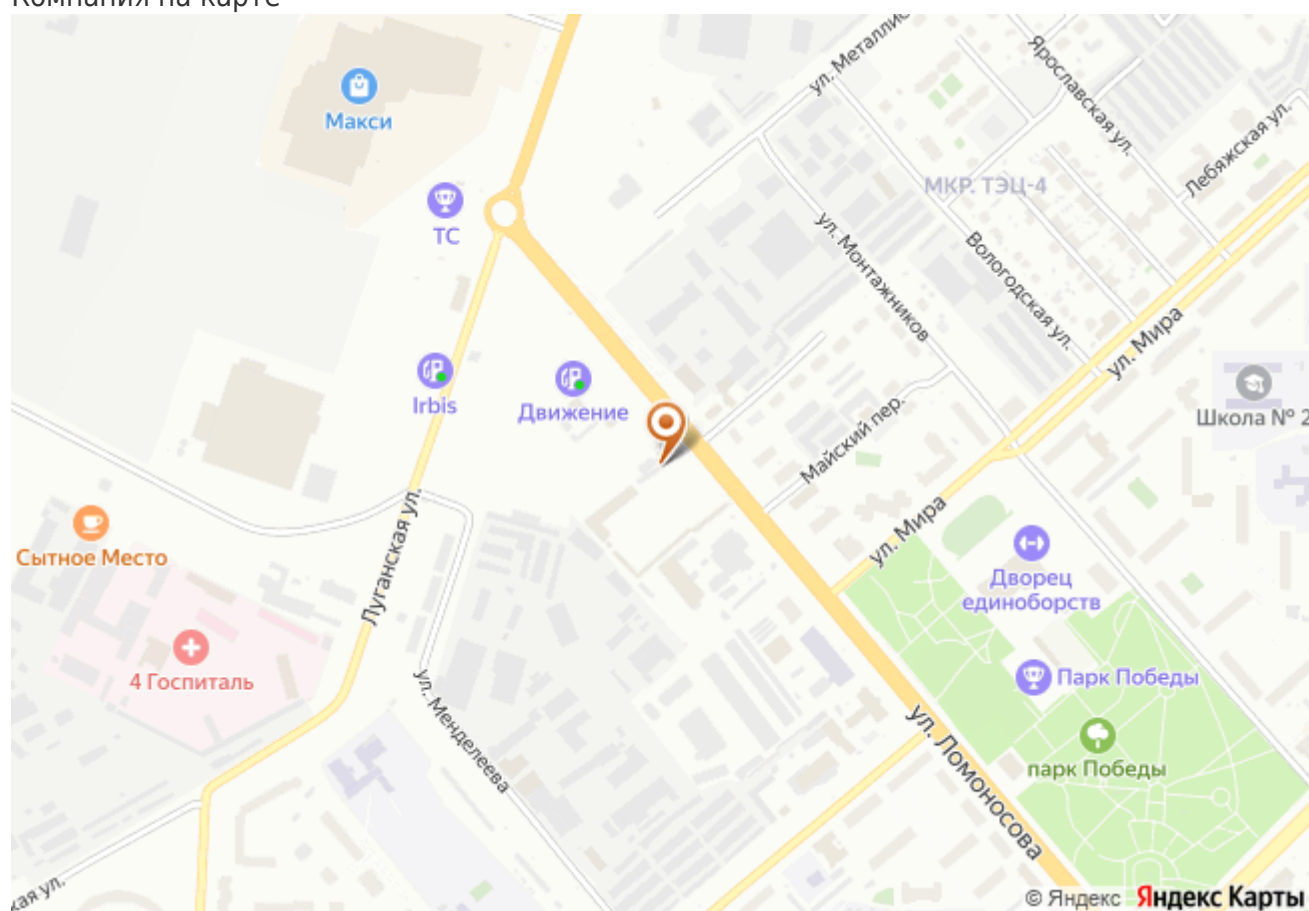 Компания на карте
ул. Металлис
Ярославская ул.
Лебяжская ул.
Макси
МКР. ТЭЦ-4
ТС
ул. Монтажников
Вологодская ул.
ул. Мира
Irbis
Движение
Школа № 2
Майский пер.
Луганская ул.
ул. Мира
Сытное Место
Дворец
единоборств
4 Госпиталь
Парк Победы
ул. Менделеева
ул. Ломоносова
парк Победы
кая ул.
© Яндекс Яндекс Карты